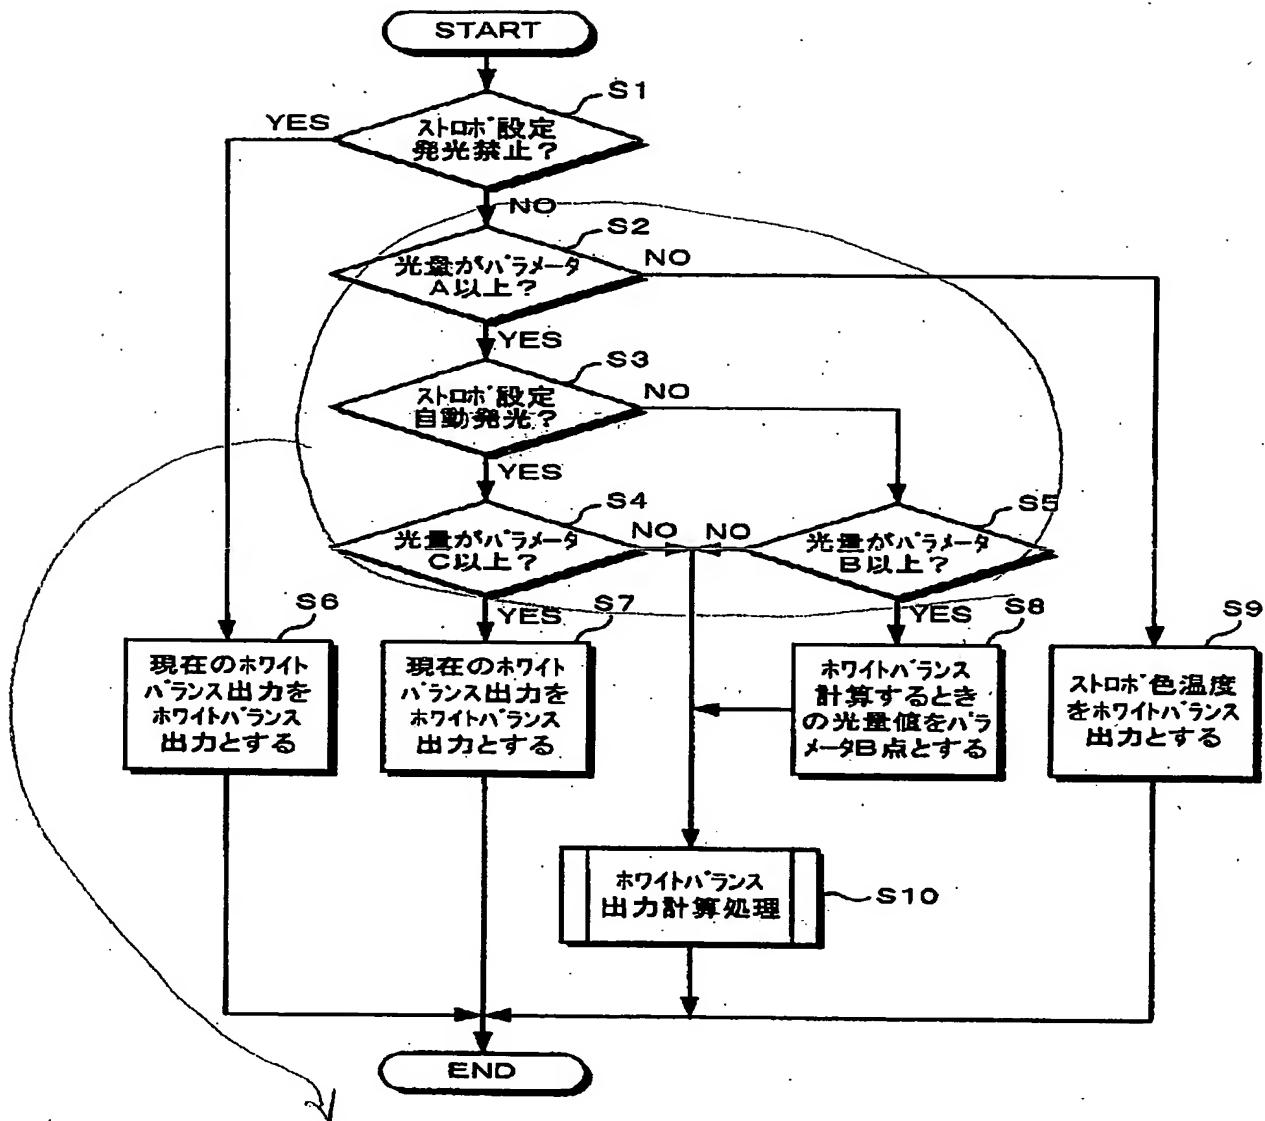 START
S1
YES
ストロボ設定
発光禁止?
NO
S2
光量がパラメータ
A以上?
NO
YES
S3
ストロボ設定
自動発光?
NO
YES
S4
光量がパラメータ
C以上?
NO
NO
S5
光量がパラメータ
B以上?
YES
YES
S6
現在のホワイト
バランス出力を
ホワイトバランス
出力とする
S7
現在のホワイト
バランス出力を
ホワイトバランス
出力とする
S8
ホワイトバランス
計算するとき
の光量値をパラ
メータB点とする
S9
ストロボ色温度
をホワイトバランス
出力とする
ホワイトバランス
出力計算処理
S10
END